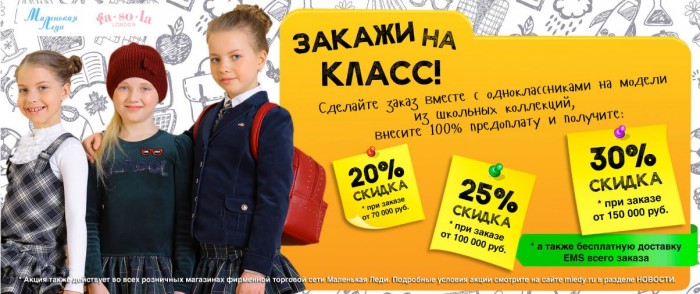 Маленькая
Леди
la·so·la
LONDON
ЗАКАЖИ НА
КЛАСС!
Сделайте заказ вместе с одноклассниками на модели
из школьных коллекций,
внесите 100% предоплату и получите:
20%
СКИДКА
* при заказе
от 70 000 руб.
25%
СКИДКА
* при заказе
от 100 000 руб.
30%
СКИДКА
* при заказе
от 150 000 руб.
* а также бесплатную доставку
EMS всего заказа
* Акция также действует во всех розничных магазинах фирменной торговой сети Маленькая Леди. Подробные условия акции смотрите на сайте mledy.ru в разделе НОВОСТИ.